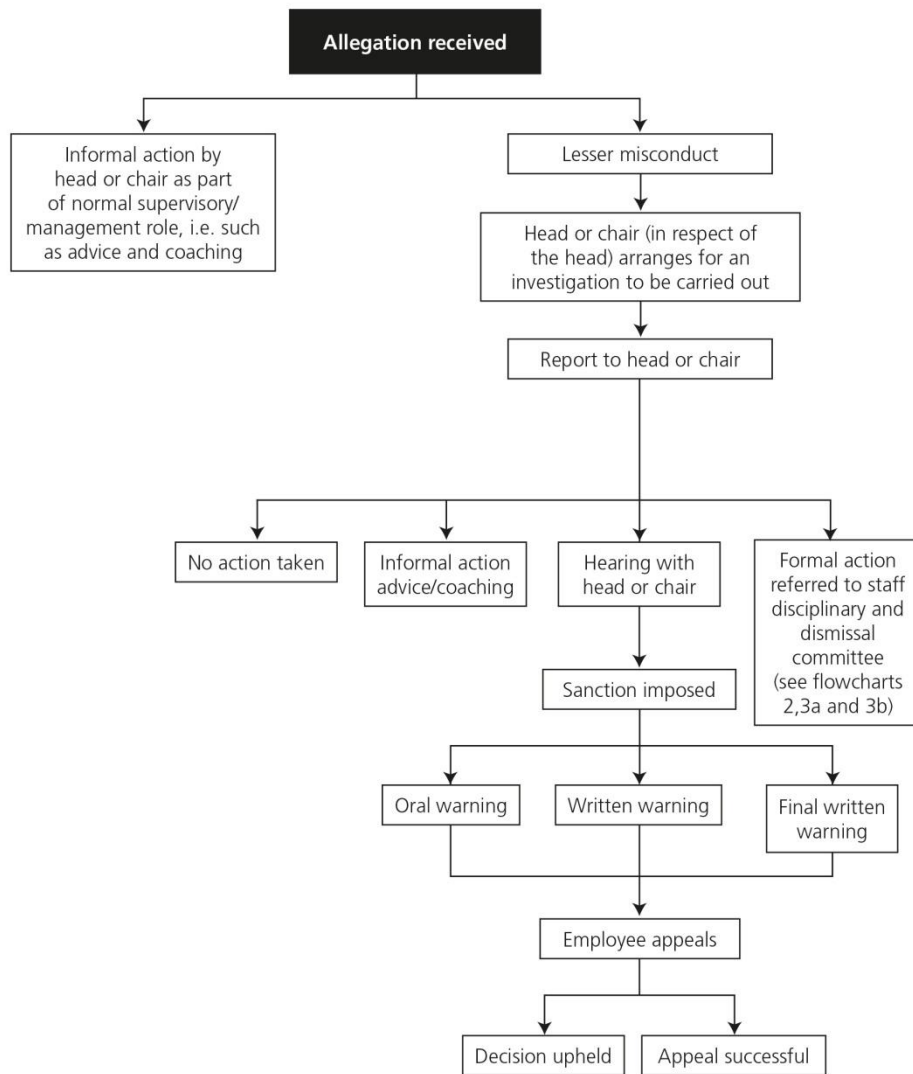 Allegation received
Informal action by
head or chair as part
of normal supervisory/
management role, i.e. such
as advice and coaching
Lesser misconduct
Head or chair (in respect of
the head) arranges for an
investigation to be carried out
Report to head or chair
No action taken
Informal action
advice/coaching
Hearing with
head or chair
Formal action
referred to staff
disciplinary and
dismissal
committee
(see flowcharts
2,3a and 3b)
Sanction imposed
Oral warning
Written warning
Final written
warning
Employee appeals
Decision upheld
Appeal successful